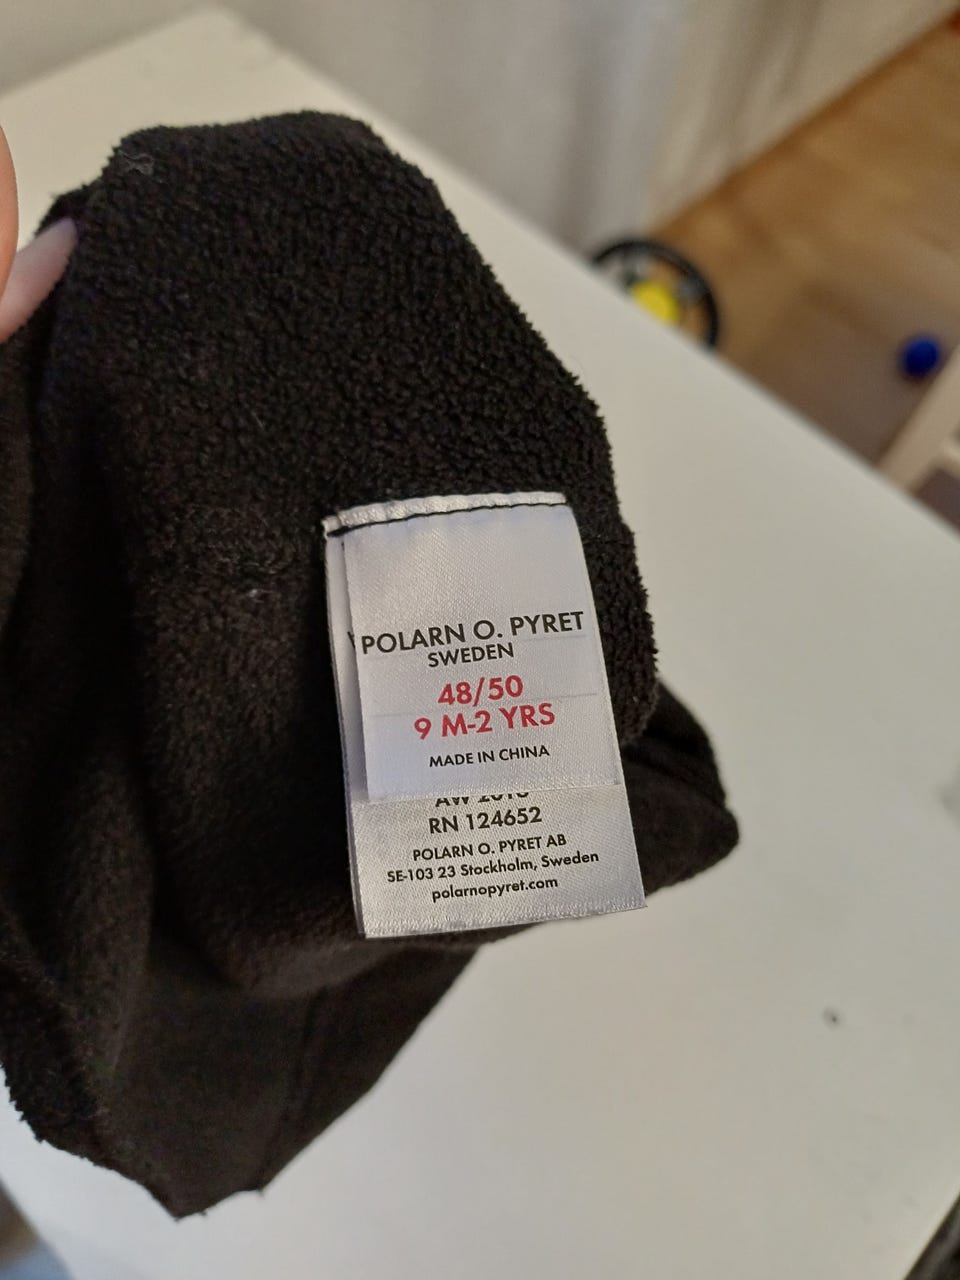 POLARN O. PYRET
SWEDEN
48/50
9 M-2 YRS
MADE IN CHINA
AW
RN 124652
POLARN O. PYRET AB
SE-103 23 Stockholm, Sweden
polarnopyret.com